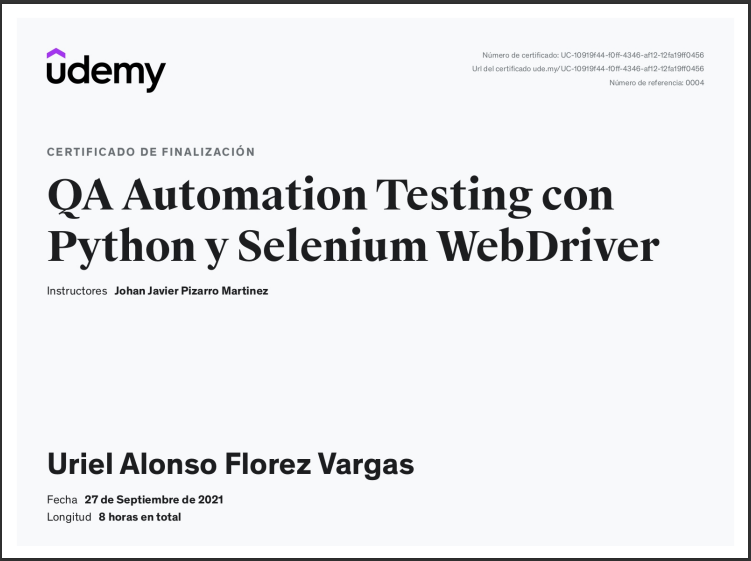 udemy
Número de certificado: UC-10919f44-f0ff-4346-af12-12fa19ff0456
Url del certificado ude.my/UC-10919f44-f0ff-4346-af12-12fa19ff0456
Número de referencia: 0004
CERTIFICADO DE FINALIZACIÓN
QA Automation Testing con
Python y Selenium WebDriver
Instructores Johan Javier Pizarro Martinez
Uriel Alonso Florez Vargas
Fecha 27 de Septiembre de 2021
Longitud 8 horas en total